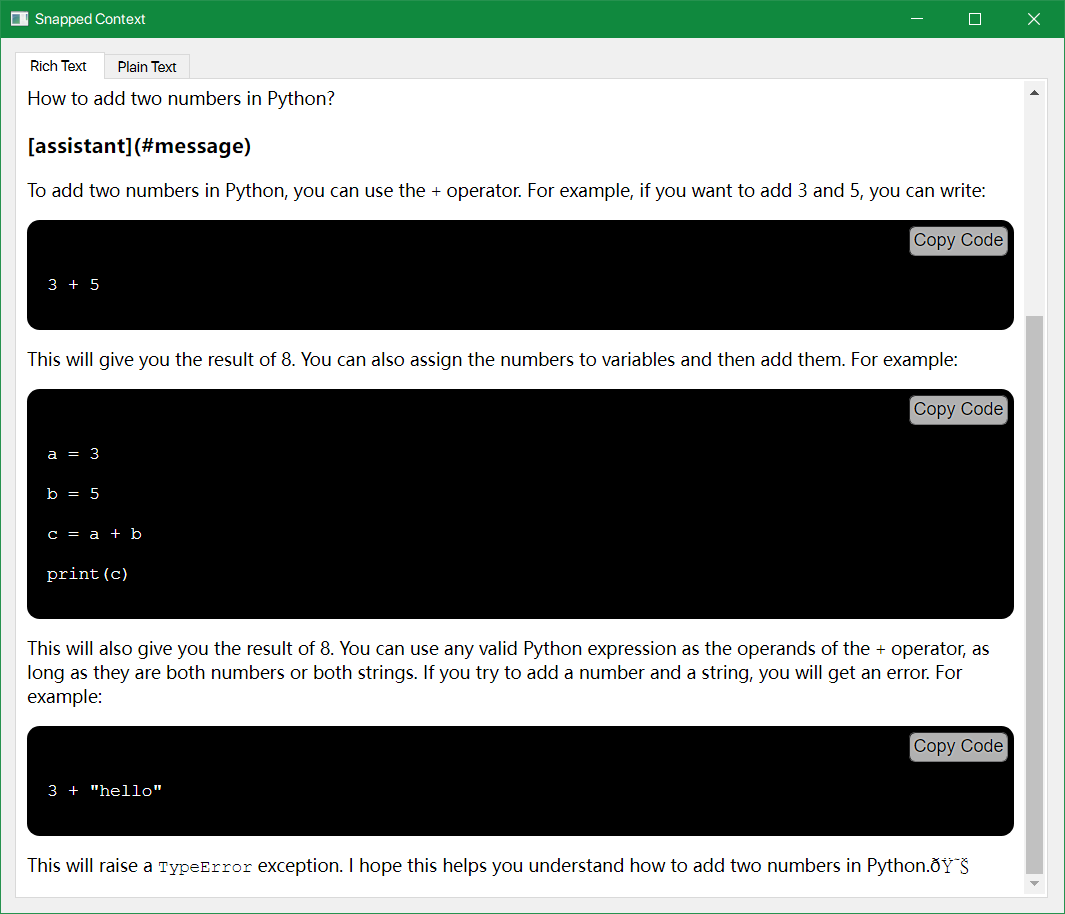 Snapped Context
Rich Text
Plain Text
How to add two numbers in Python?
[assistant](#message)
To add two numbers in Python, you can use the + operator. For example, if you want to add 3 and 5, you can write:
Copy Code
3 + 5
This will give you the result of 8. You can also assign the numbers to variables and then add them. For example:
Copy Code
a = 3
b = 5
c = a + b
print(c)
This will also give you the result of 8. You can use any valid Python expression as the operands of the + operator, as
long as they are both numbers or both strings. If you try to add a number and a string, you will get an error. For
example:
Copy Code
3 + "hello"
This will raise a TypeError exception. I hope this helps you understand how to add two numbers in Python.ðŸ˜Š